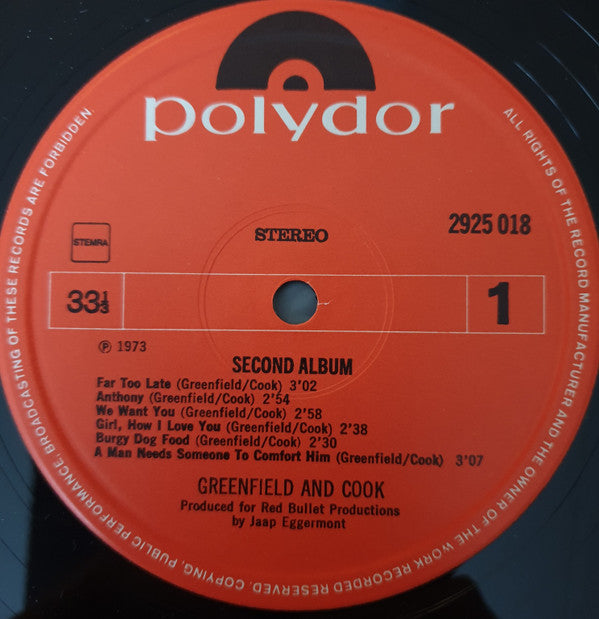 polydor
ALL RIGHTS OF THE RECORD MANUFACTURER AND THE OWNER OF THE WORK RECORDED RESERVED. COPYING, PUBLIC PERFORMANCE, BROADCASTING OF THESE RECORDS ARE FORBIDDEN
STEMRA
STEREO
2925 018
33⅓
1
℗ 1973
SECOND ALBUM
Far Too Late (Greenfield/Cook) 3'02
Anthony (Greenfield/Cook) 2'54
We Want You (Greenfield/Cook) 2'58
Girl, How I Love You (Greenfield/Cook) 2'38
Burgy Dog Food (Greenfield/Cook) 2'30
A Man Needs Someone To Comfort Him (Greenfield/Cook) 3'07
GREENFIELD AND COOK
Produced for Red Bullet Productions
by Jaap Eggermont